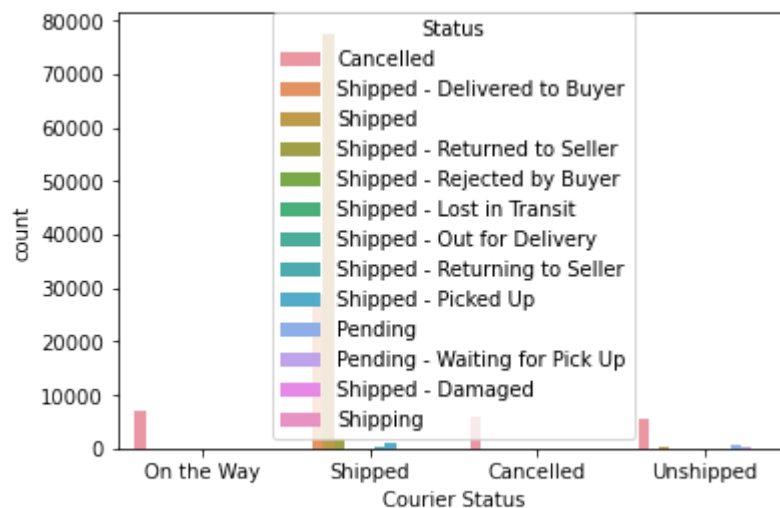 80000
70000
60000
50000
40000
30000
20000
10000
0
count
Status
Cancelled
Shipped - Delivered to Buyer
Shipped
Shipped - Returned to Seller
Shipped - Rejected by Buyer
Shipped - Lost in Transit
Shipped - Out for Delivery
Shipped - Returning to Seller
Shipped - Picked Up
Pending
Pending - Waiting for Pick Up
Shipped - Damaged
Shipping
On the Way Shipped Cancelled Unshipped
Courier Status